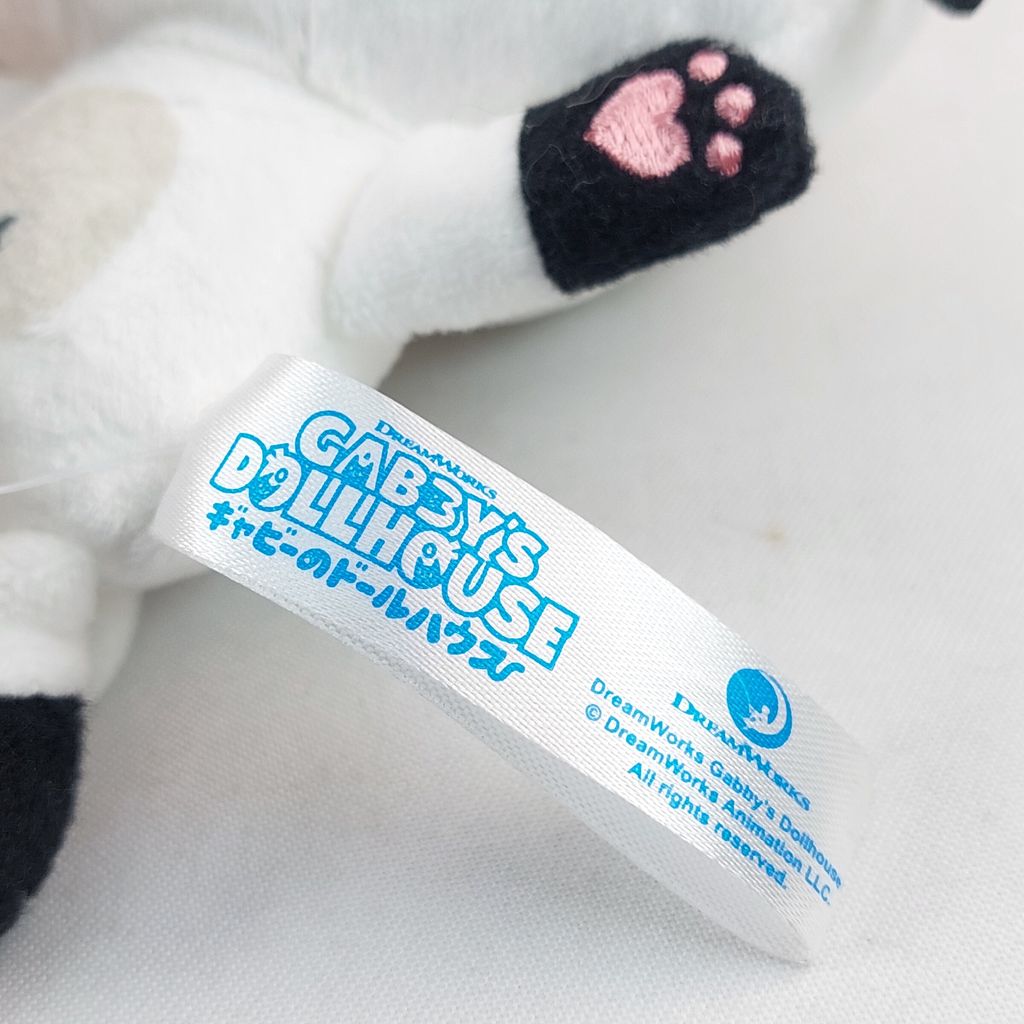 DREAMWORKS
GABBY'S
DOLLHOUSE
ギャビーのドールハウス
DREAMWORKS
DreamWorks Gabby's Dollhouse
© DreamWorks Animation LLC.
All rights reserved.